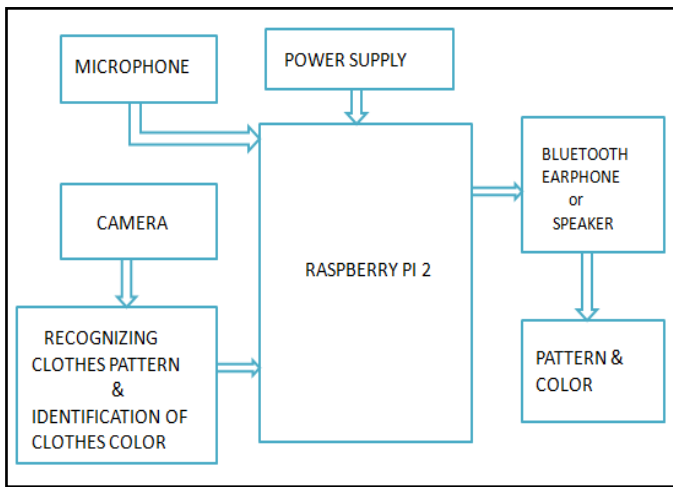 MICROPHONE
POWER SUPPLY
BLUETOOTH
EARPHONE
or
SPEAKER
CAMERA
RASPBERRY PI 2
RECOGNIZING
CLOTHES PATTERN
&
IDENTIFICATION OF
CLOTHES COLOR
PATTERN &
COLOR